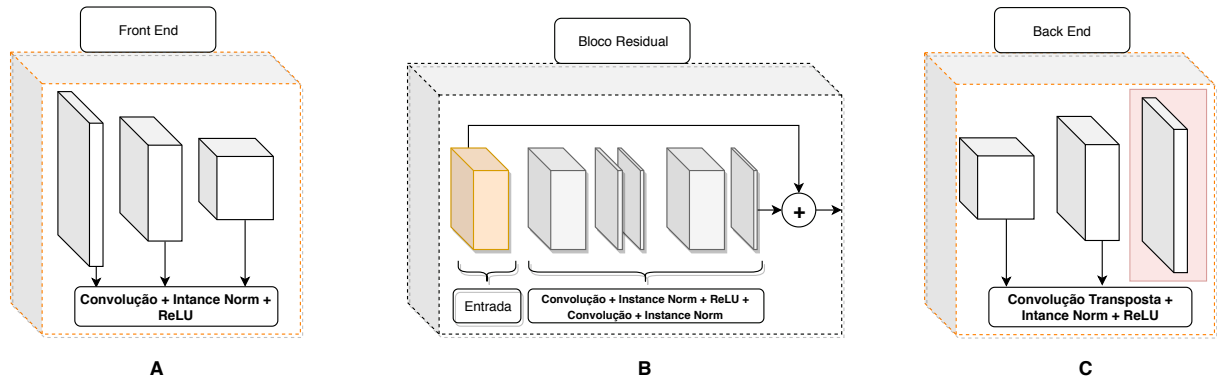 Front End
Convolução + Intance Norm +
ReLU
A
Bloco Residual
+
Entrada
Convolução + Instance Norm + ReLU +
Convolução + Instance Norm
B
Back End
Convolução Transposta +
Intance Norm + ReLU
C